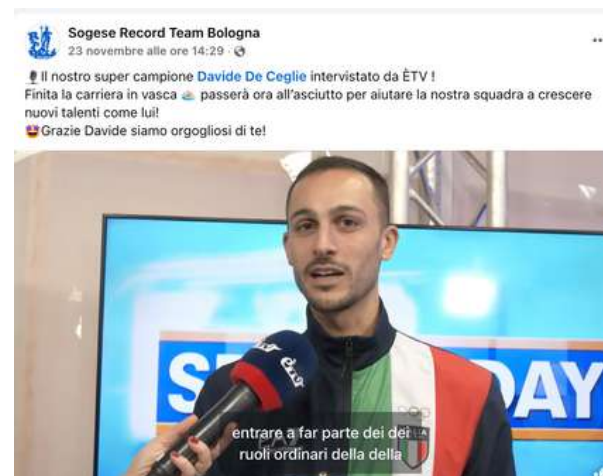 Sogese Record Team Bologna
23 novembre alle ore 14:29 ·
Il nostro super campione Davide De Ceglie intervistato da ÈTV !
Finita la carriera in vasca 🏊 passerà ora all'asciutto per aiutare la nostra squadra a crescere
nuovi talenti come lui!
🤩Grazie Davide siamo orgogliosi di te!
DAY
entrare a far parte dei dei
ruoli ordinari della della